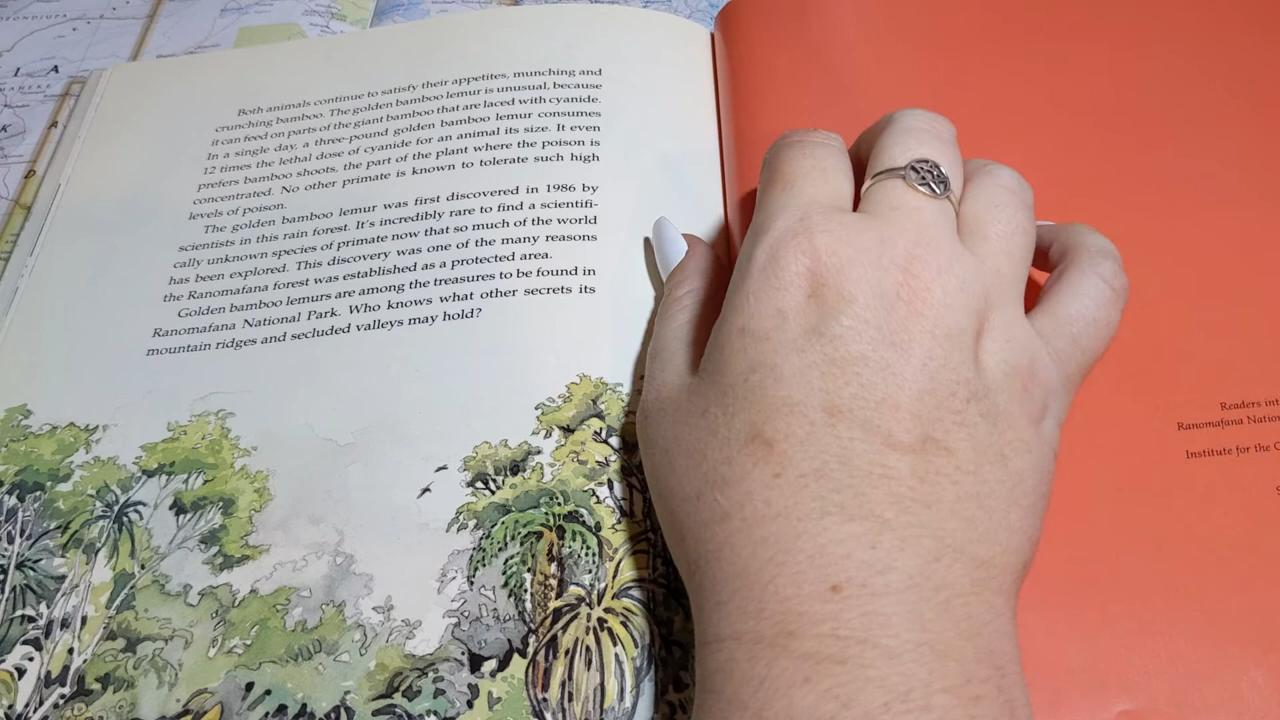 OZONDJUPA
I A
MAHEKE
K
A
D
Both animals continue to satisfy their appetites, munching and
crunching bamboo. The golden bamboo lemur is unusual, because
it can feed on parts of the giant bamboo that are laced with cyanide.
In a single day, a three-pound golden bamboo lemur consumes
12 times the lethal dose of cyanide for an animal its size. It even
prefers bamboo shoots, the part of the plant where the poison is
concentrated. No other primate is known to tolerate such high
levels of poison.
The golden bamboo lemur was first discovered in 1986 by
scientists in this rain forest. It's incredibly rare to find a scientifi-
cally unknown species of primate now that so much of the world
has been explored. This discovery was one of the many reasons
the Ranomafana forest was established as a protected area.
Golden bamboo lemurs are among the treasures to be found in
Ranomafana National Park. Who knows what other secrets its
mountain ridges and secluded valleys may hold?
Readers int
Ranomafana Nation
Institute for the C
S